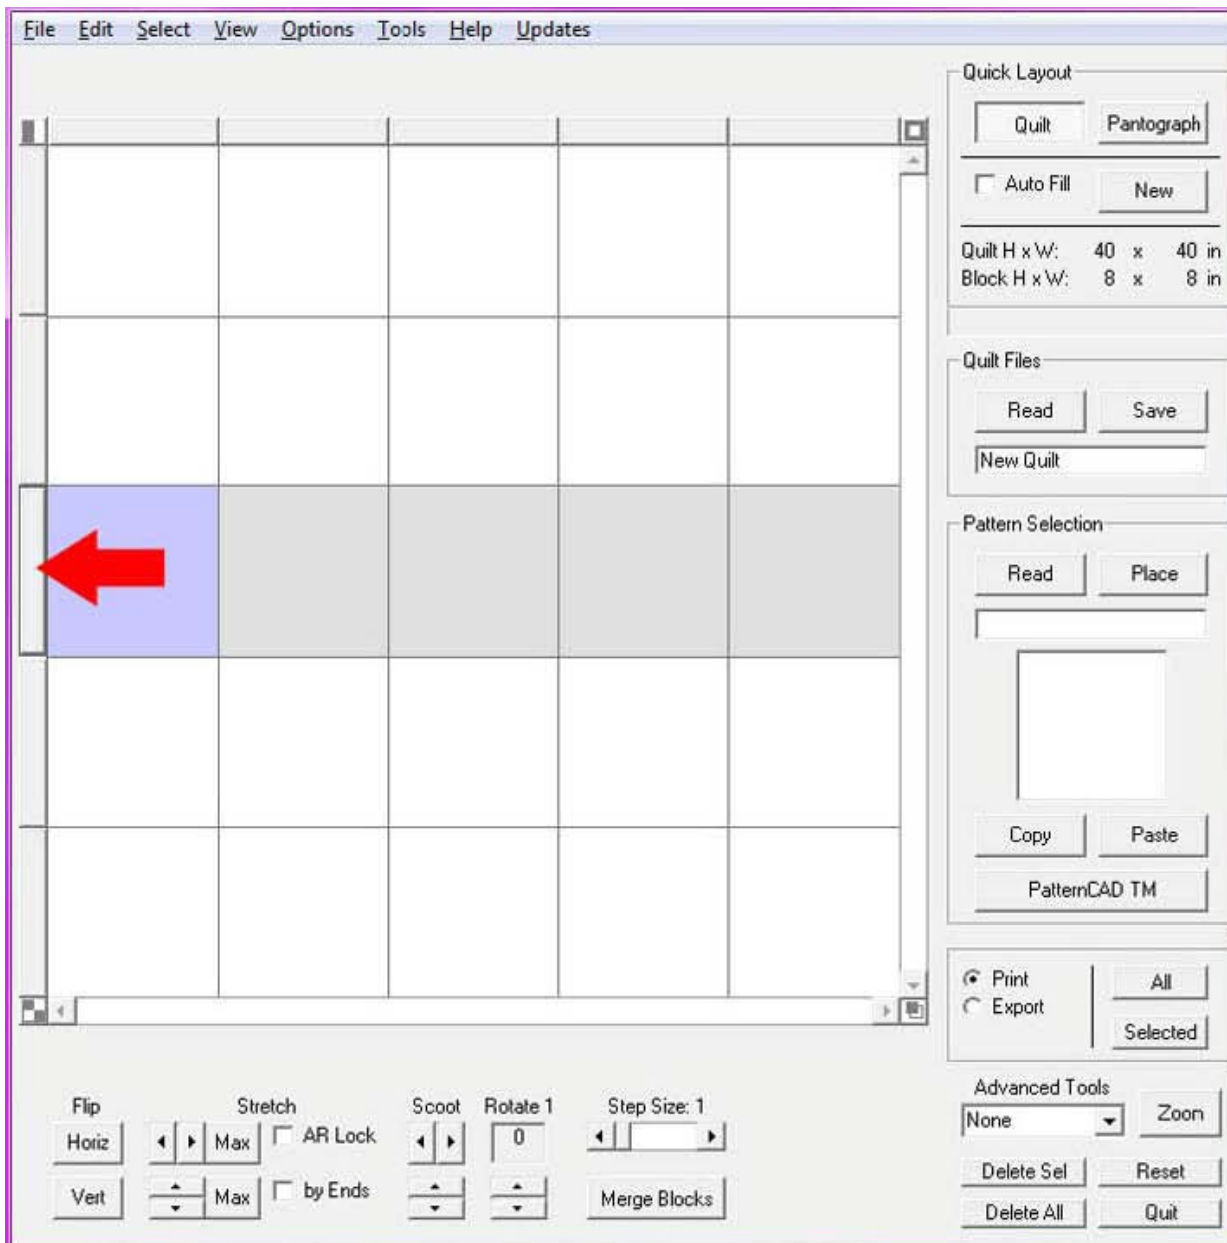 File Edit Select View Options Tools Help Updates
Quick Layout
Quilt Pantograph
Auto Fill New
Quilt H x W: 40 x 40 in
Block H x W: 8 x 8 in
Quilt Files
Read Save
New Quilt
Pattern Selection
Read Place
Copy Paste
PatternCAD TM
Print All
Export
Selected
Flip Stretch Scoot Rotate 1 Step Size: 1
Horiz Max AR Lock 0
Vert Max by Ends Merge Blocks
Advanced Tools
None Zoon
Delete Sel Reset
Delete All Quit